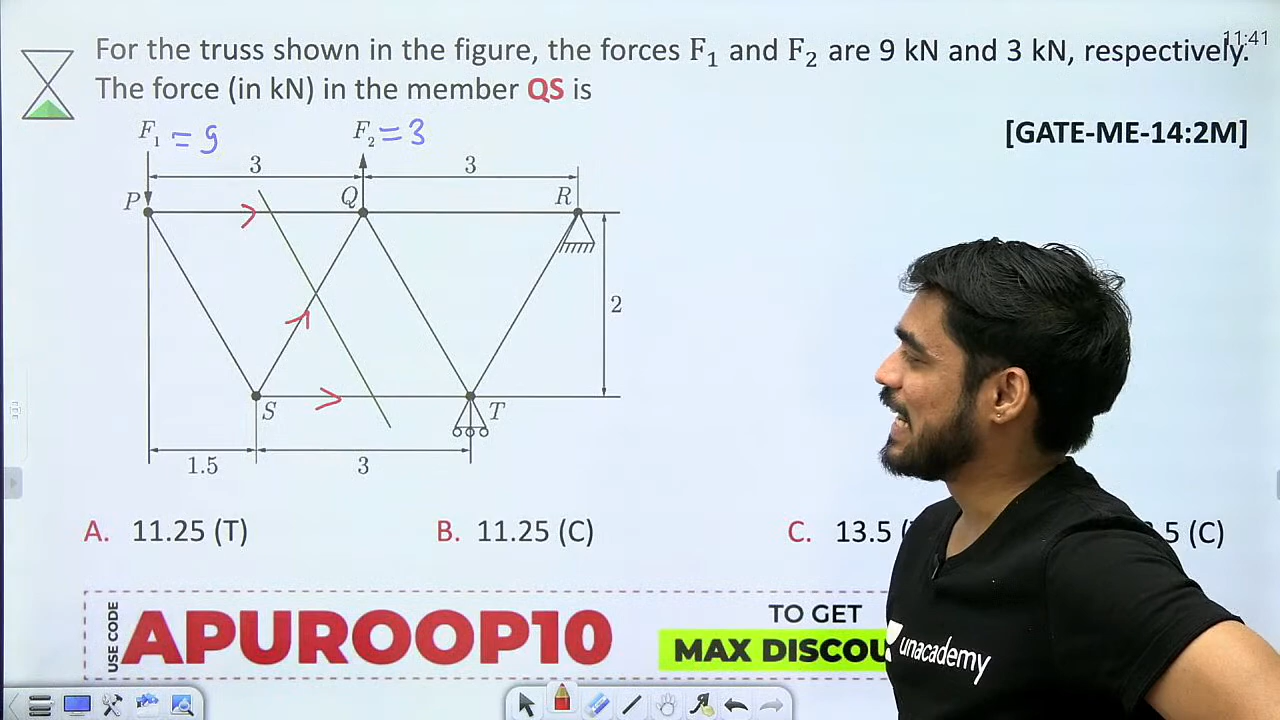 For the truss shown in the figure, the forces F₁ and F₂ are 9 kN and 3 kN, respectively.
11:41
The force (in kN) in the member QS is
[GATE-ME-14:2M]
F₁ = 9
F₂ = 3
3
3
P
Q
R
2
S
T
1.5
3
A. 11.25 (T)
B. 11.25 (C)
C. 13.5
.5 (C)
USE CODE
APUROOP10
TO GET
MAX DISCOU
unacademy